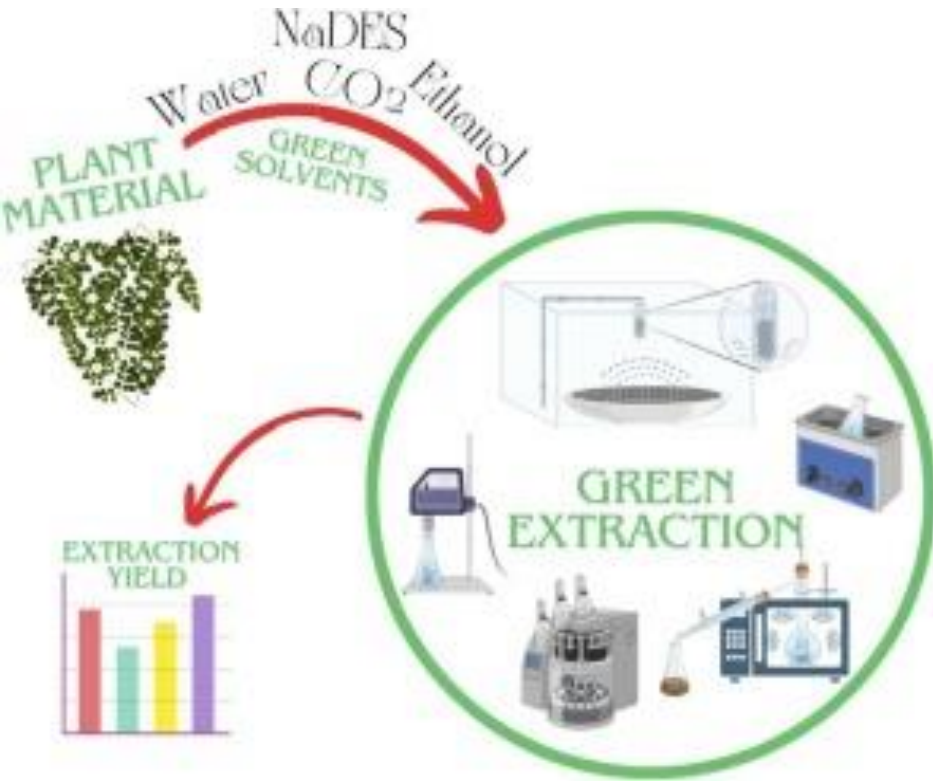 NaDES
Water CO2 Ethanol
GREEN
SOLVENTS
PLANT
MATERIAL
GREEN
EXTRACTION
EXTRACTION
YIELD